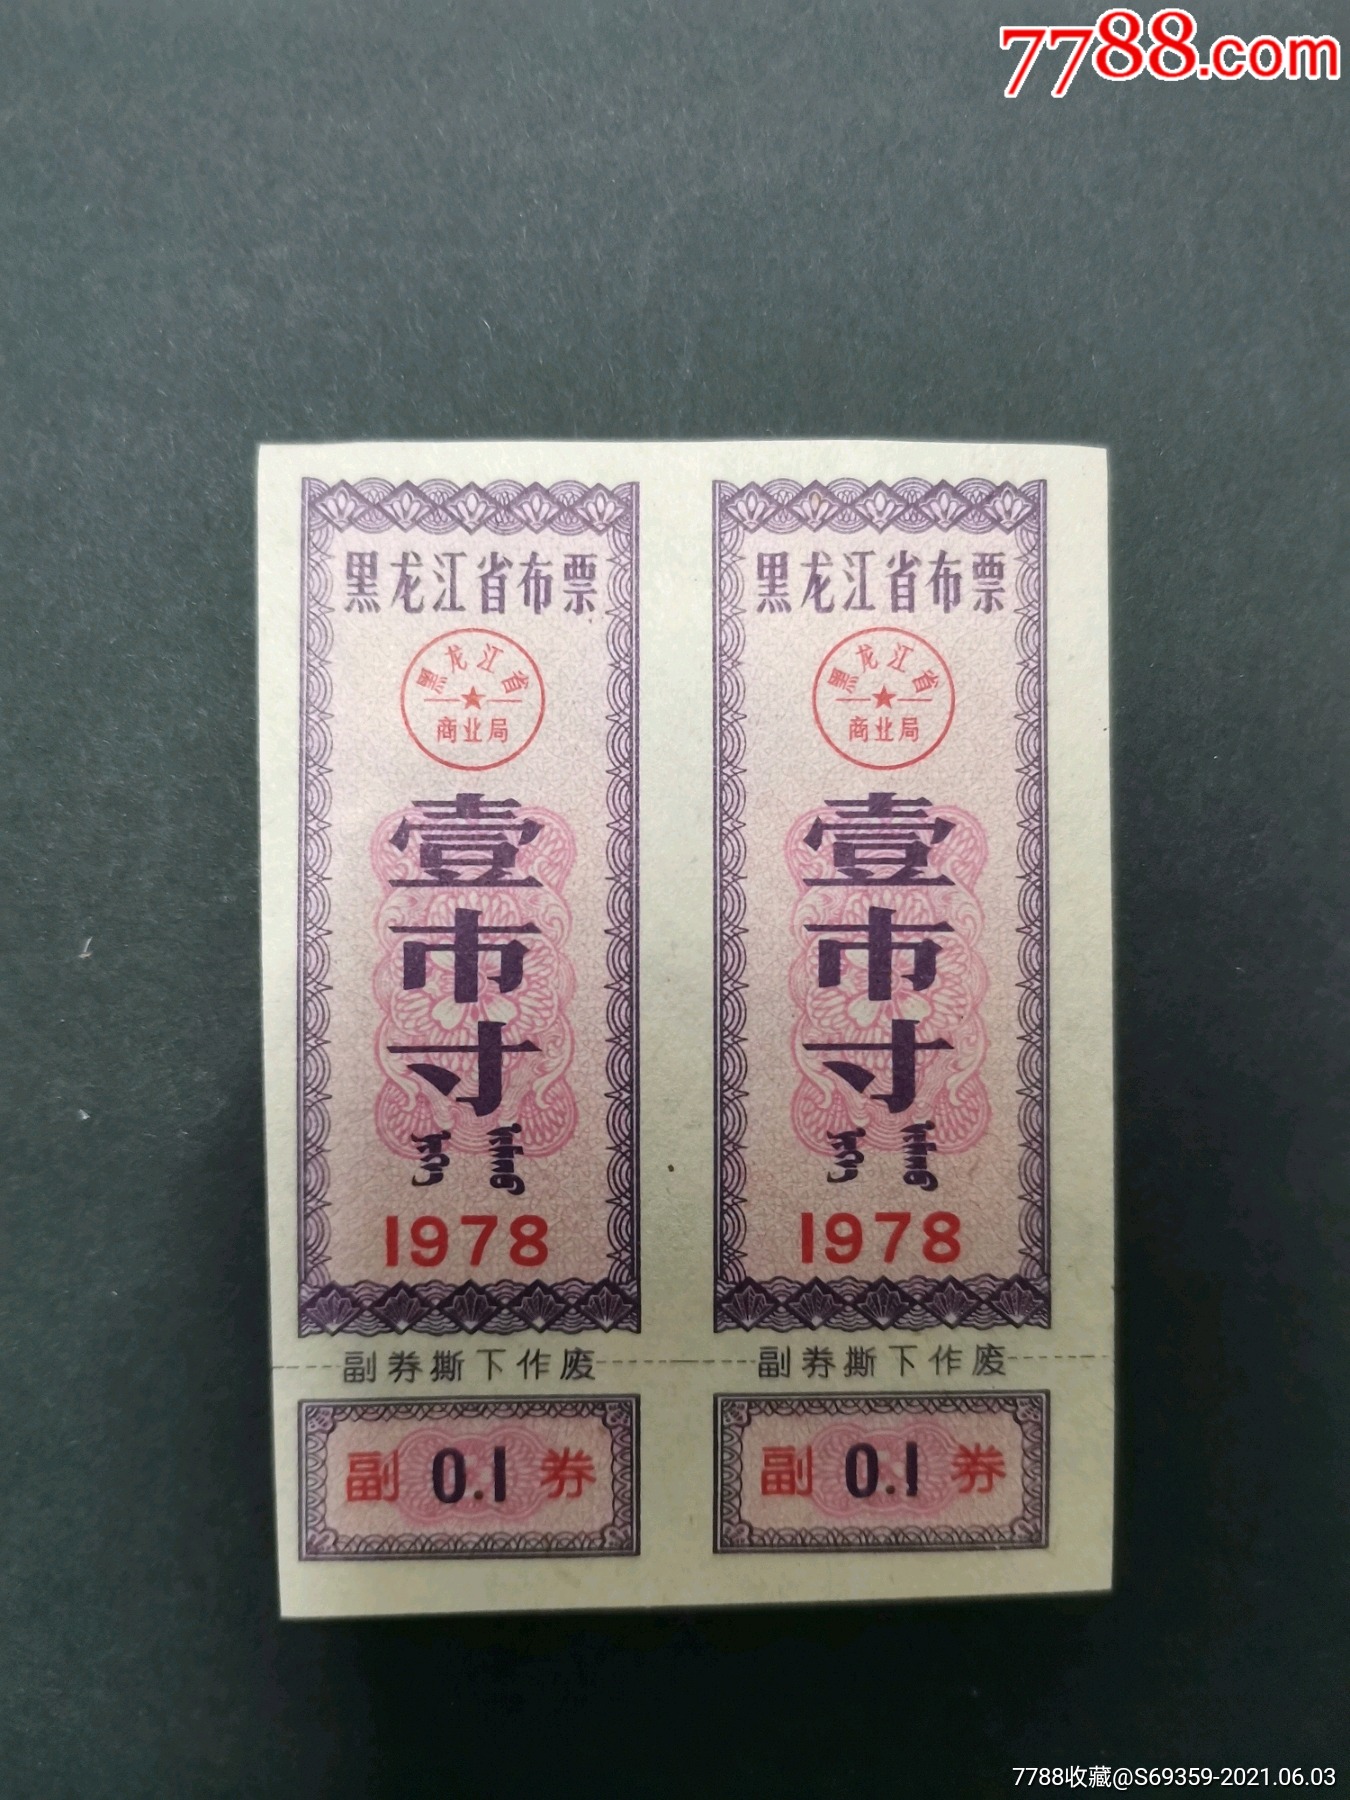 7788.com
黑龙江省布票
黑龙江省
商业局
壹
市
寸
1978
副券撕下作废
副 0.1 券
黑龙江省布票
黑龙江省
商业局
壹
市
寸
1978
副券撕下作废
副 0.1 券
7788收藏@S69359-2021.06.03